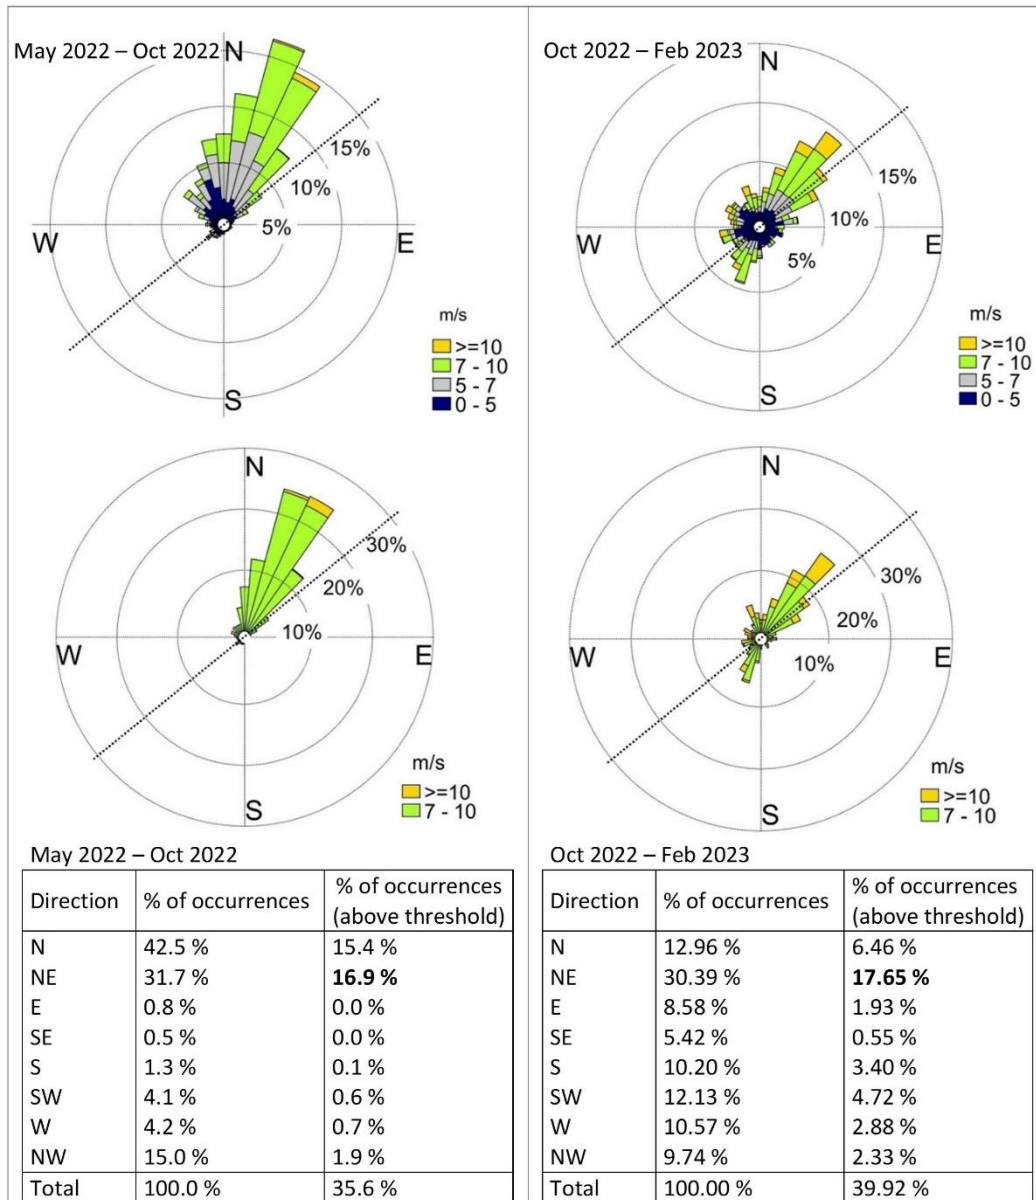 May 2022 – Oct 2022
N
15%
10%
5%
W
E
S
m/s
>=10
7 - 10
5 - 7
0 - 5
Oct 2022 – Feb 2023
N
15%
10%
5%
W
E
S
m/s
>=10
7 - 10
5 - 7
0 - 5
N
30%
20%
10%
W
E
S
m/s
>=10
7 - 10
N
30%
20%
10%
W
E
S
m/s
>=10
7 - 10
May 2022 – Oct 2022
Direction % of occurrences % of occurrences
(above threshold)
N 42.5 % 15.4 %
NE 31.7 % 16.9 %
E 0.8 % 0.0 %
SE 0.5 % 0.0 %
S 1.3 % 0.1 %
SW 4.1 % 0.6 %
W 4.2 % 0.7 %
NW 15.0 % 1.9 %
Total 100.0 % 35.6 %
Oct 2022 – Feb 2023
Direction % of occurrences % of occurrences
(above threshold)
N 12.96 % 6.46 %
NE 30.39 % 17.65 %
E 8.58 % 1.93 %
SE 5.42 % 0.55 %
S 10.20 % 3.40 %
SW 12.13 % 4.72 %
W 10.57 % 2.88 %
NW 9.74 % 2.33 %
Total 100.00 % 39.92 %